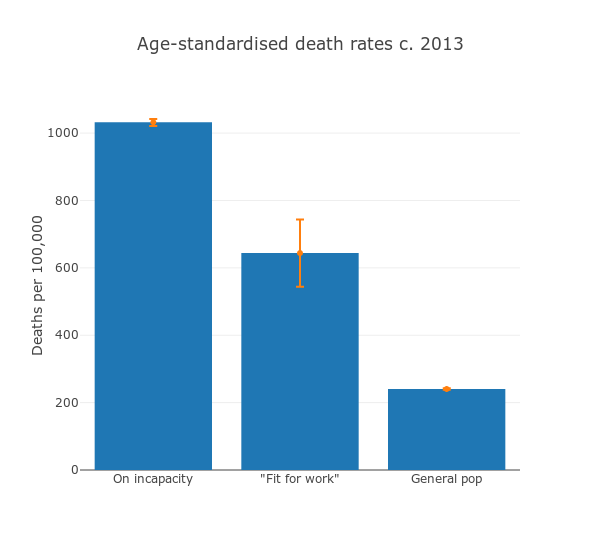 Age-standardised death rates c. 2013
Deaths per 100,000
1000
800
600
400
200
0
On incapacity
"Fit for work"
General pop